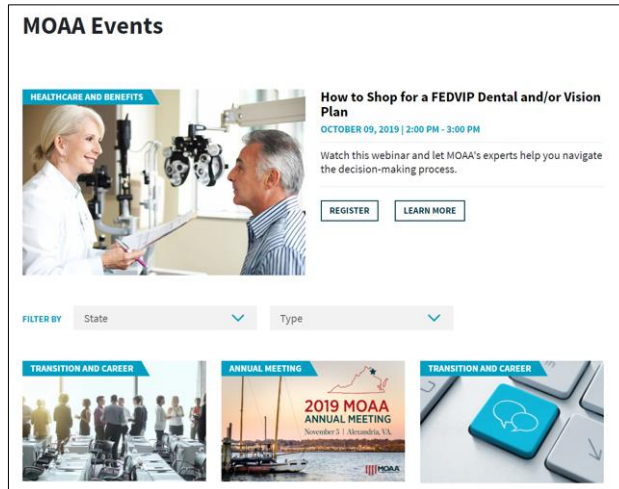 MOAA Events
HEALTHCARE AND BENEFITS
How to Shop for a FEDVIP Dental and/or Vision
Plan
OCTOBER 09, 2019 | 2:00 PM - 3:00 PM
Watch this webinar and let MOAA's experts help you navigate
the decision-making process.
REGISTER
LEARN MORE
FILTER BY
State
Type
TRANSITION AND CAREER
ANNUAL MEETING
2019 MOAA
ANNUAL MEETING
November 5 | Alexandria, VA.
MOAA
TRANSITION AND CAREER